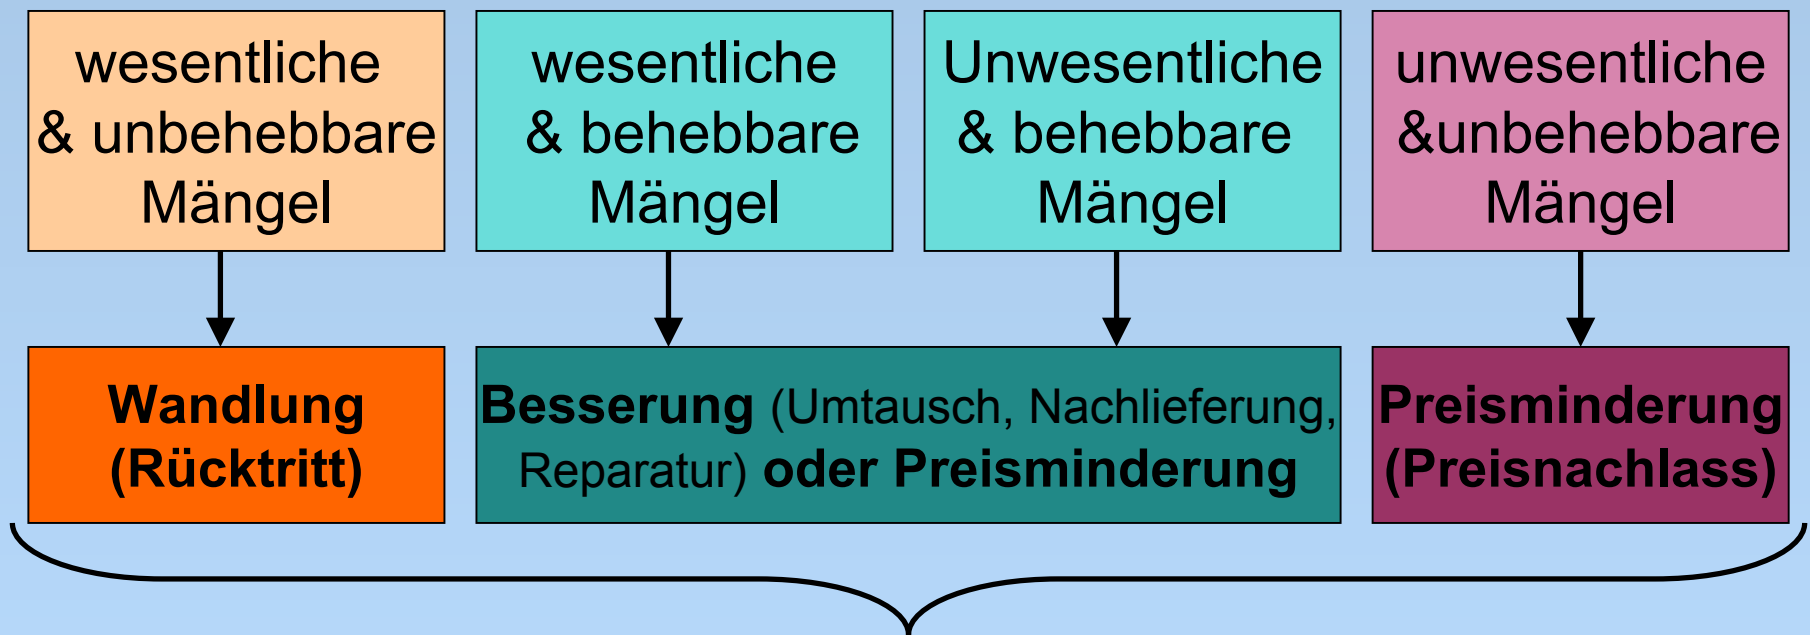 wesentliche
& unbehebbare
Mängel
wesentliche
& behebbare
Mängel
Unwesentliche
& behebbare
Mängel
unwesentliche
&unbehebbare
Mängel
Wandlung
(Rücktritt)
Besserung (Umtausch, Nachlieferung,
Reparatur) oder Preisminderung
Preisminderung
(Preisnachlass)